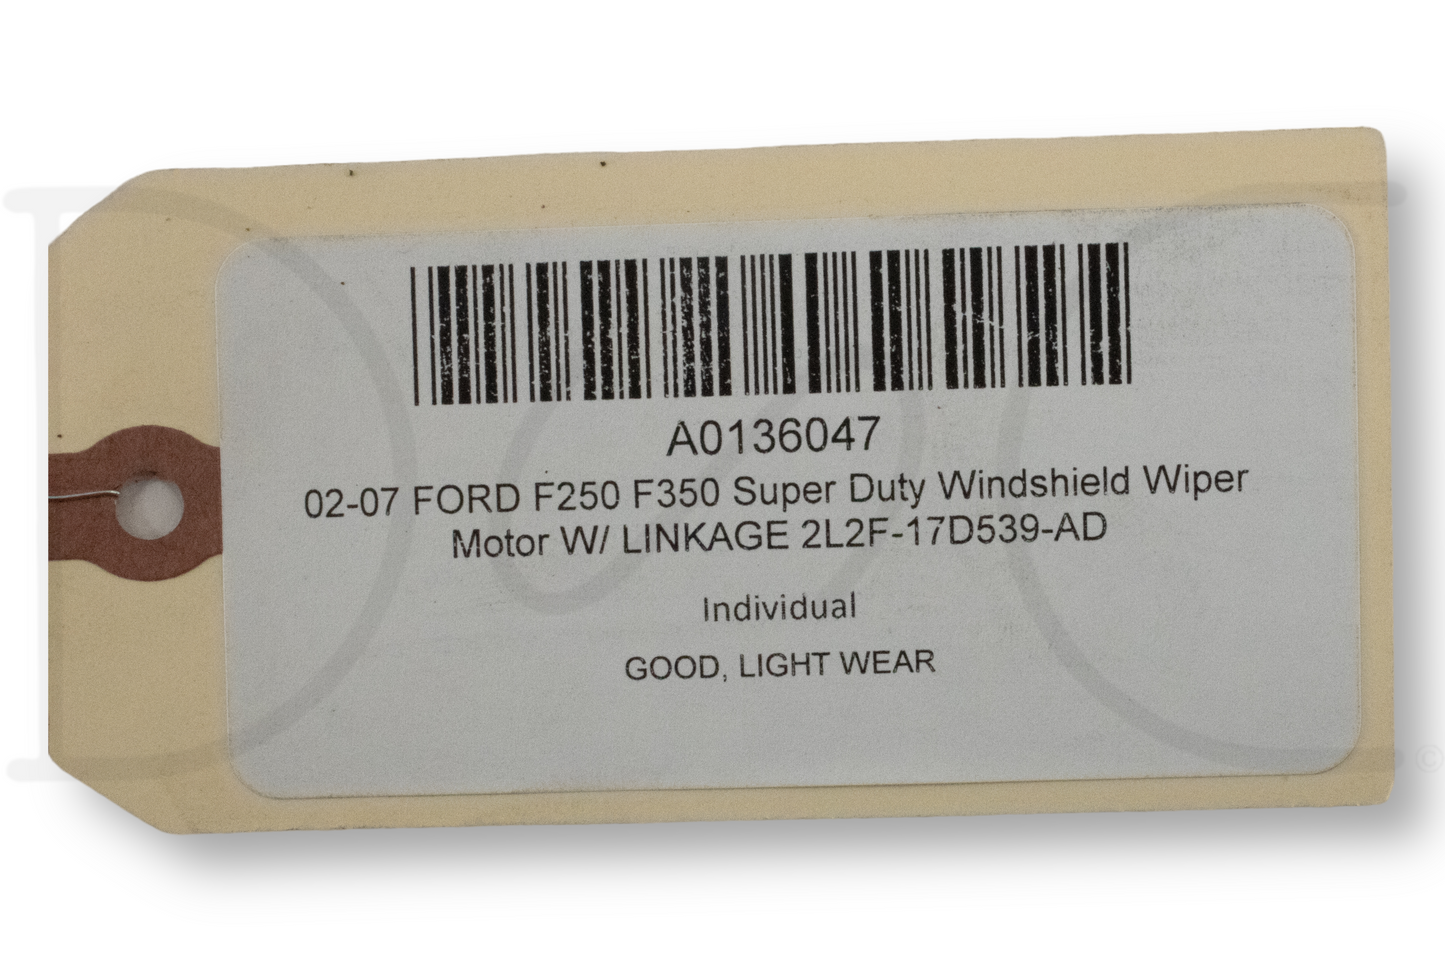 A0136047
02-07 FORD F250 F350 Super Duty Windshield Wiper
Motor W/ LINKAGE 2L2F-17D539-AD
Individual
GOOD, LIGHT WEAR
©